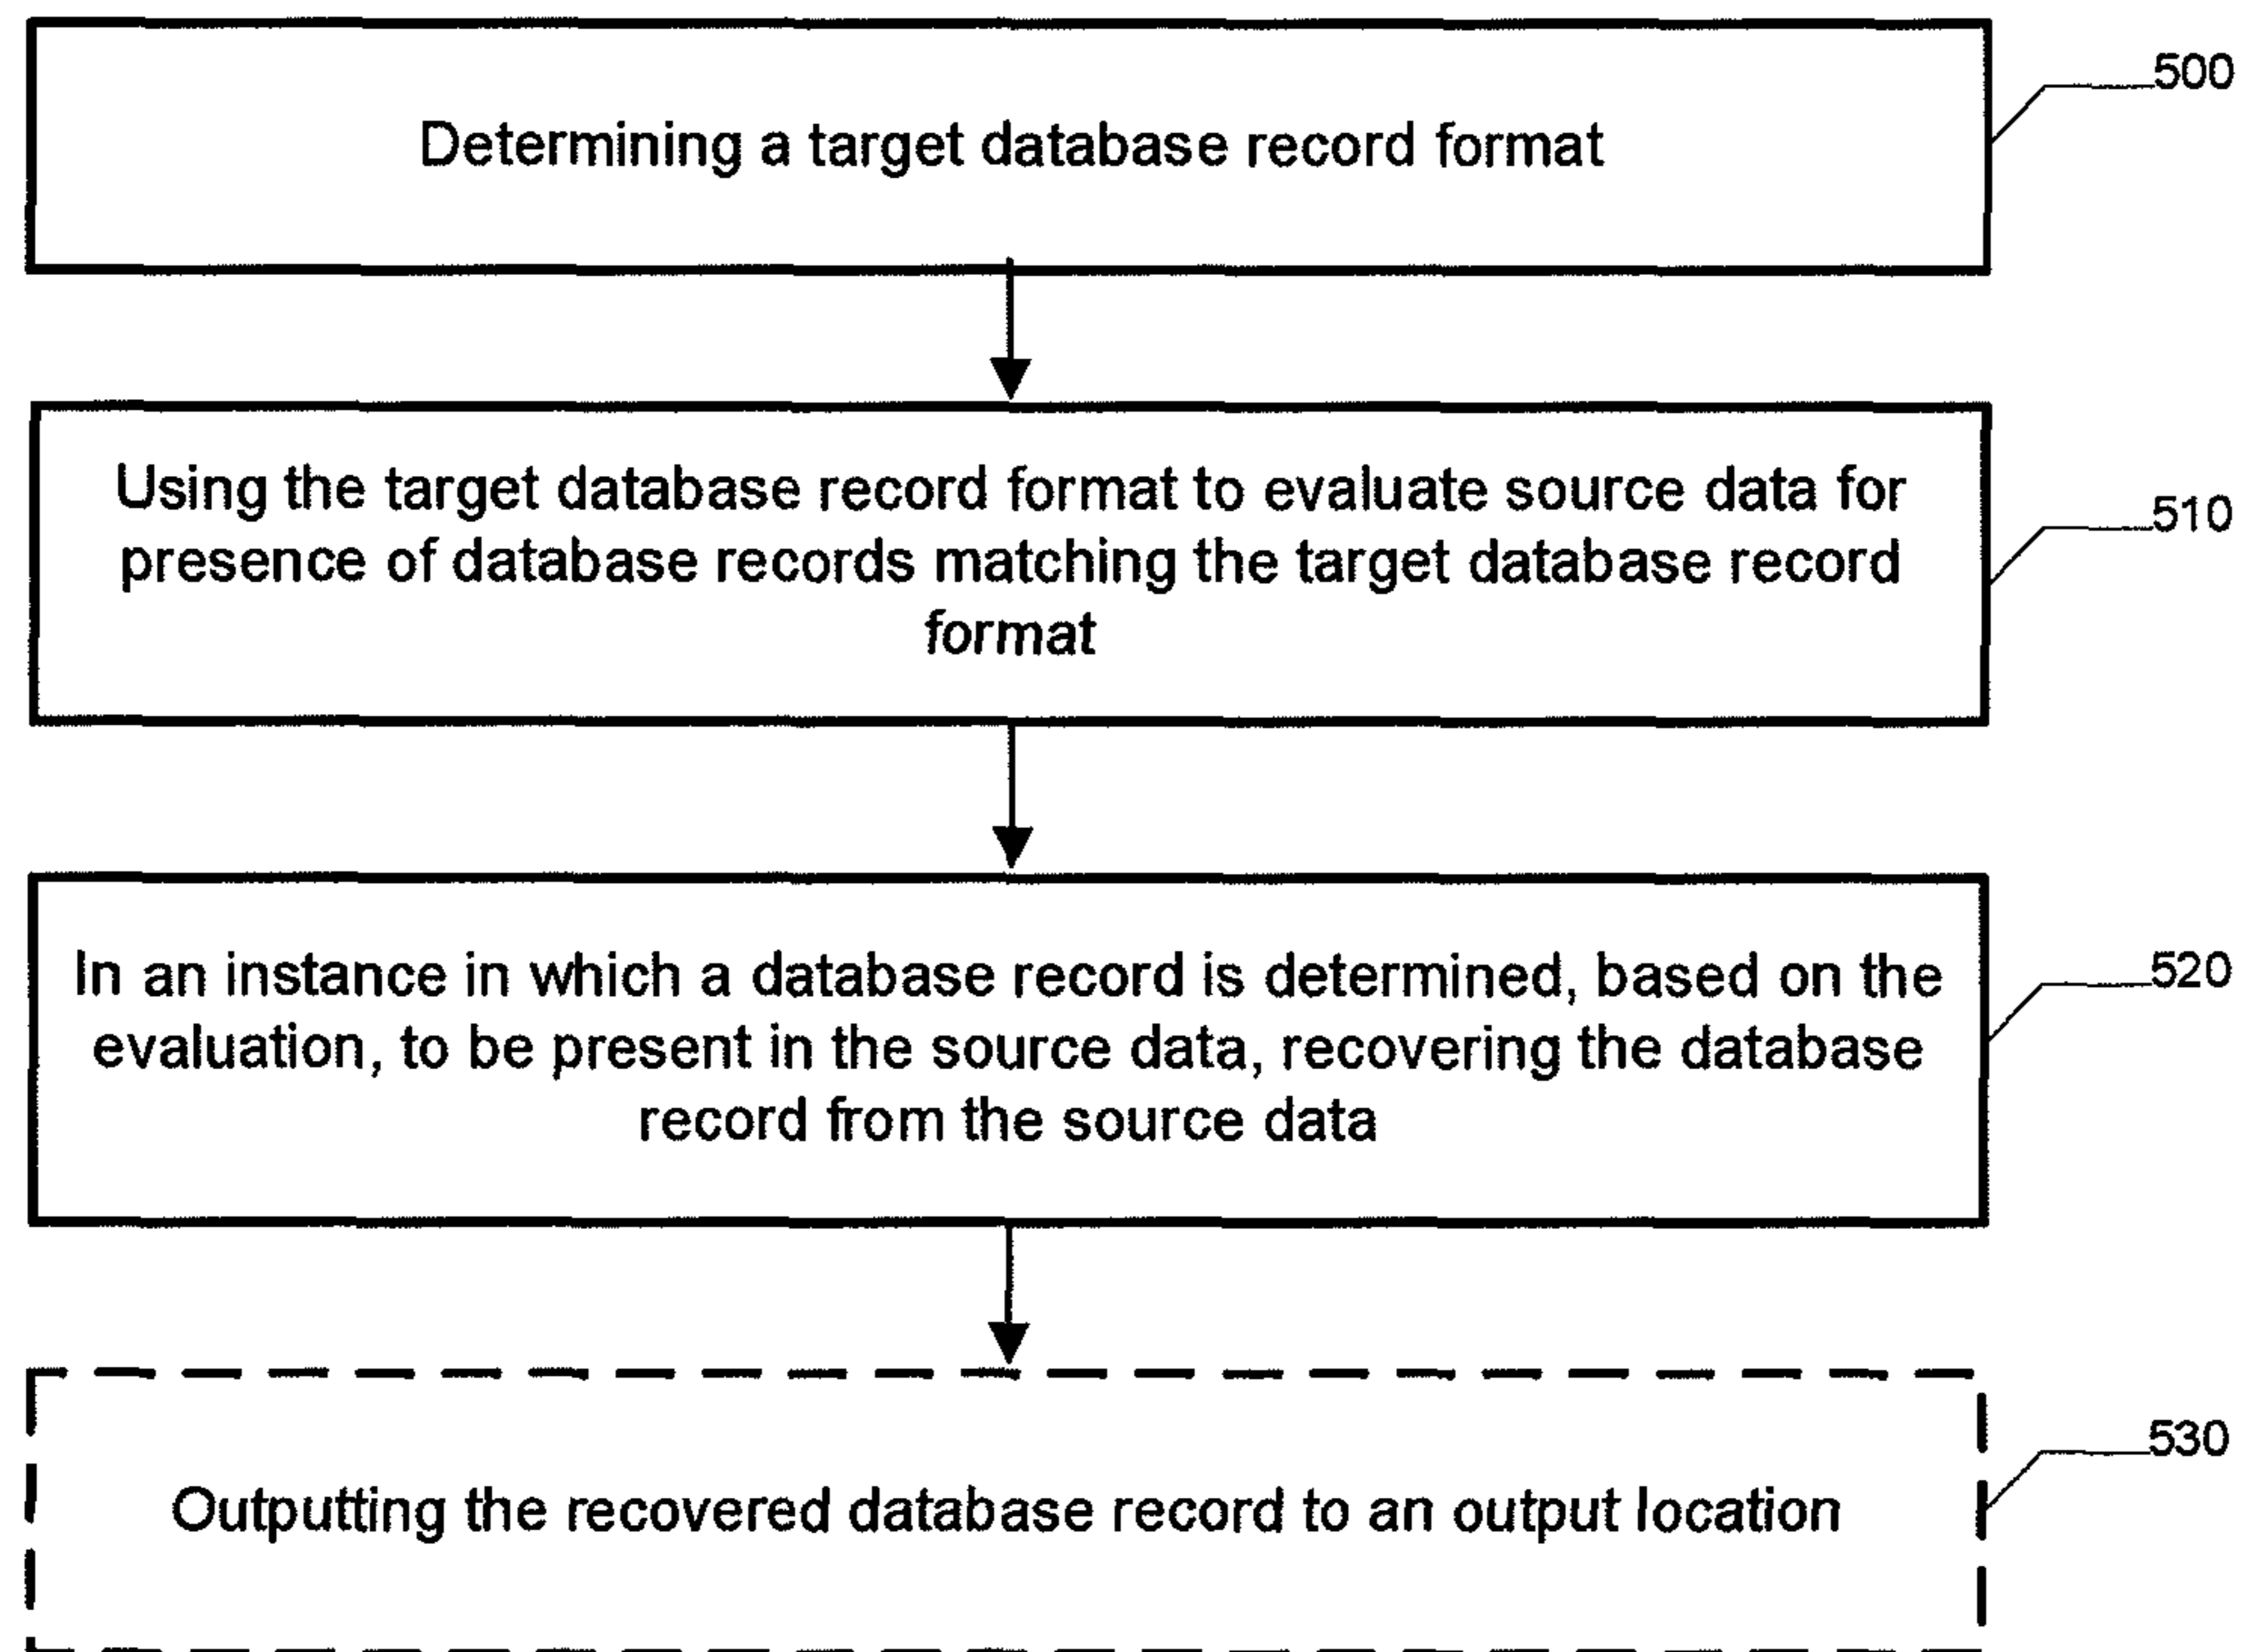 Determining a target database record format
500
Using the target database record format to evaluate source data for
presence of database records matching the target database record
format
510
In an instance in which a database record is determined, based on the
evaluation, to be present in the source data, recovering the database
record from the source data
520
Outputting the recovered database record to an output location
530